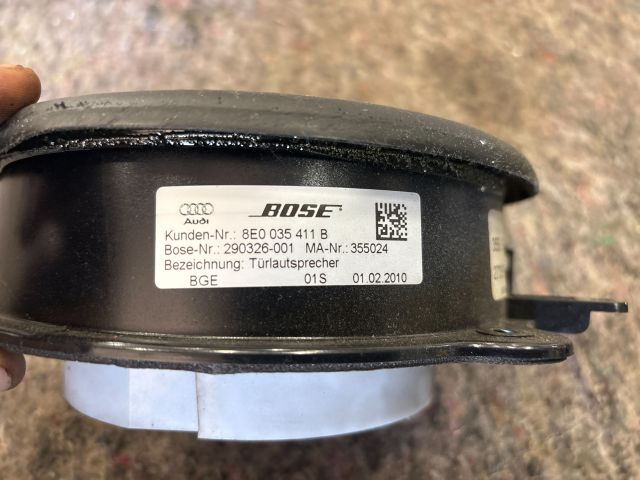 Audi BOSE
Kunden-Nr.: 8E0 035 411 B
Bose-Nr.: 290326-001 MA-Nr.: 355024
Bezeichnung: Türlautsprecher
BGE 01S 01.02.2010